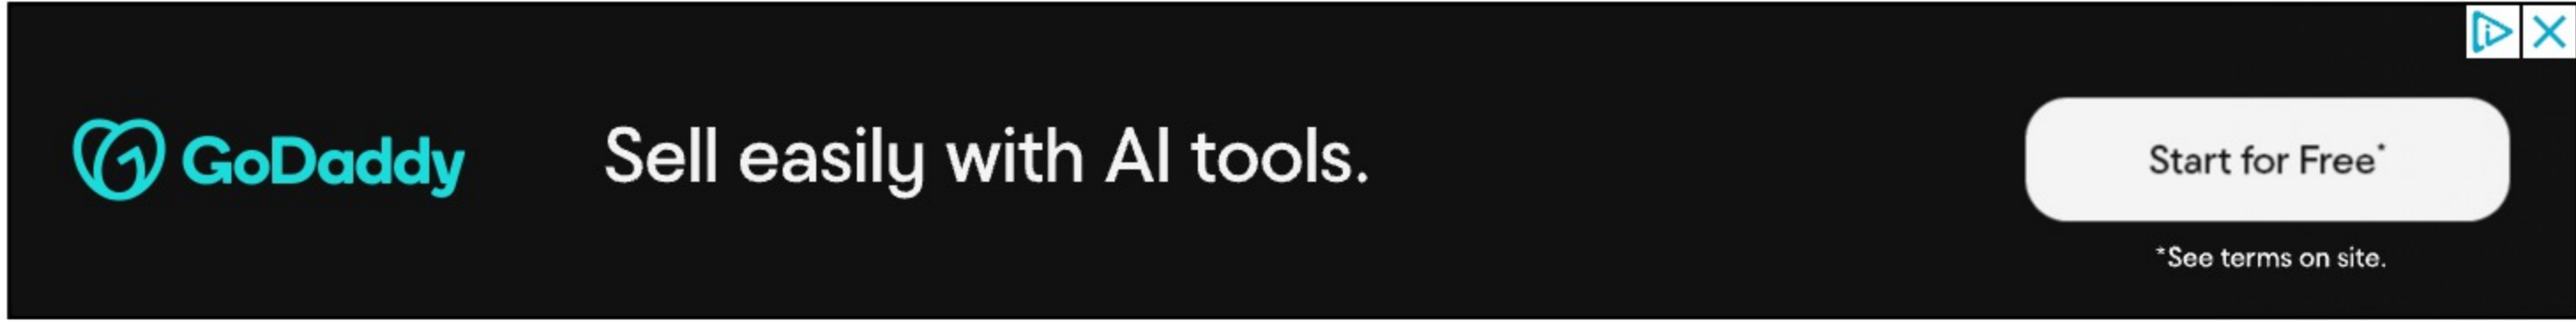 GoDaddy
Sell easily with AI tools.
Start for Free*
*See terms on site.